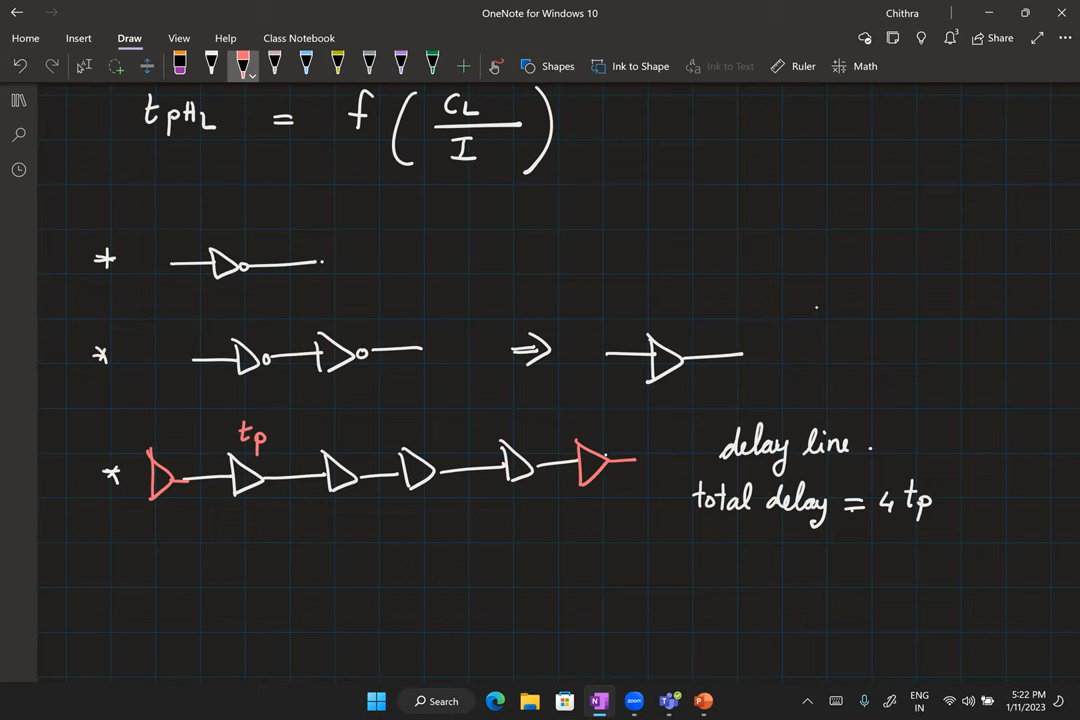 OneNote for Windows 10
Chithra
Home Insert Draw View Help Class Notebook
Share
Shapes Ink to Shape Ink to Text Ruler Math
tpHL = f ( CL / I )
*
* ⇒
tp
delay line.
* total delay = 4 tp
Search
ENG
IN
5:22 PM
1/11/2023